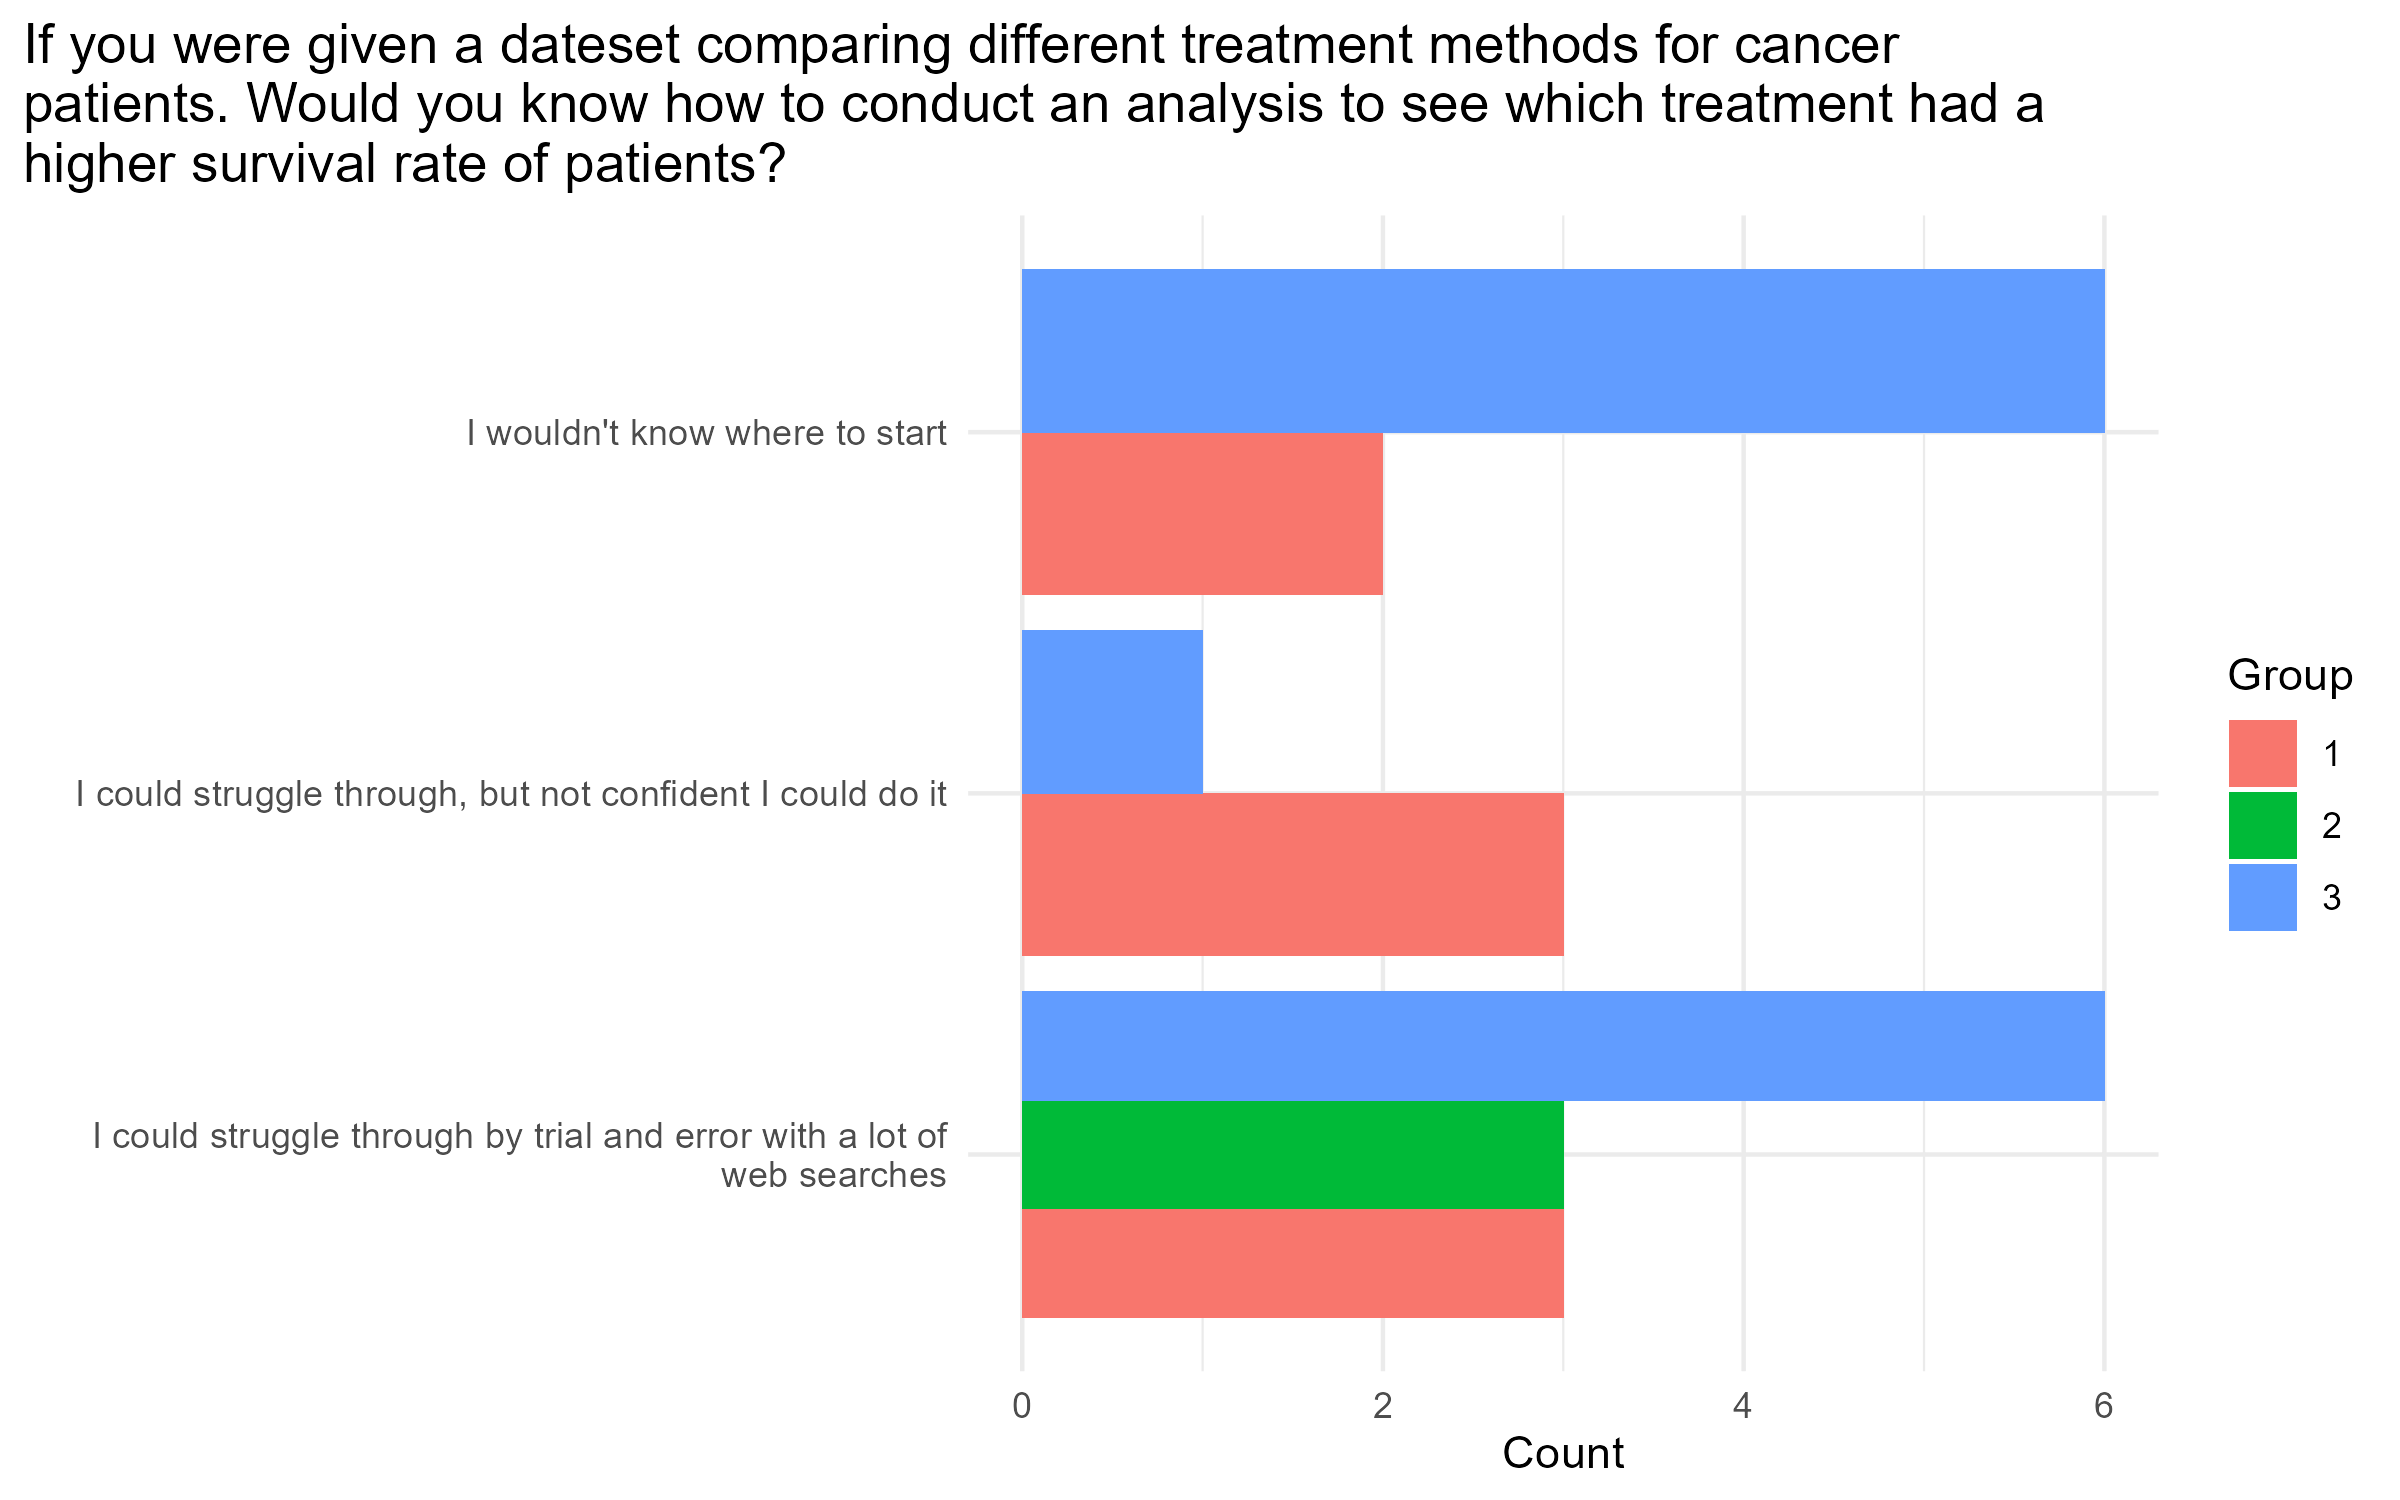 If you were given a dateset comparing different treatment methods for cancer
patients. Would you know how to conduct an analysis to see which treatment had a
higher survival rate of patients?
I wouldn't know where to start
I could struggle through, but not confident I could do it
I could struggle through by trial and error with a lot of
web searches
0
2
4
6
Count
Group
1
2
3